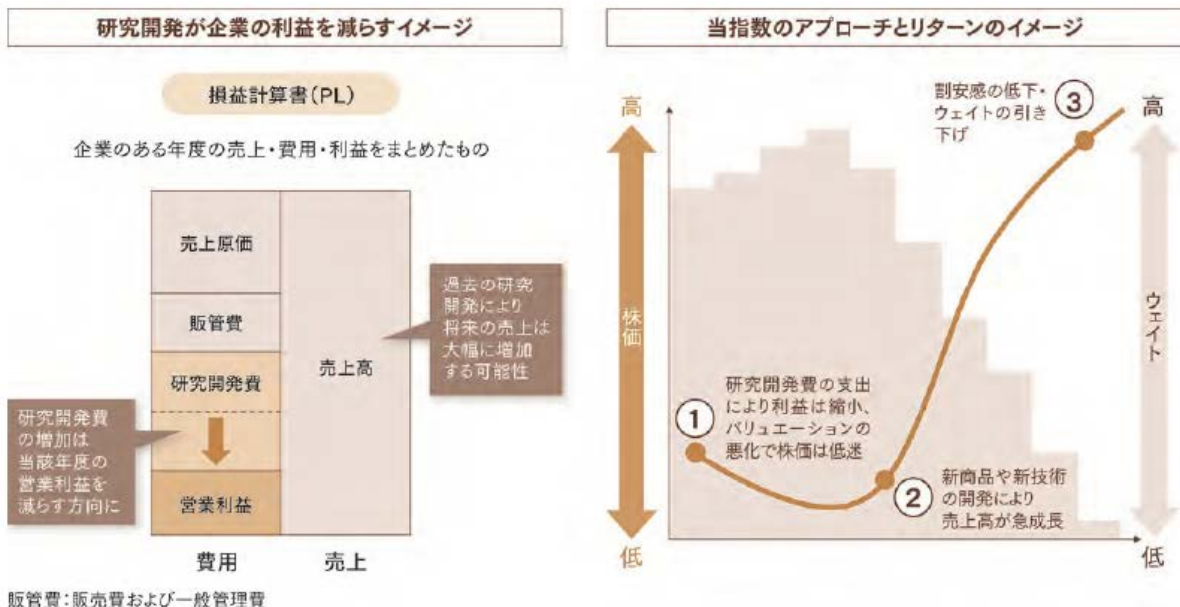 研究開発が企業の利益を減らすイメージ
損益計算書(PL)
企業のある年度の売上・費用・利益をまとめたもの
売上原価
販管費
研究開発費
営業利益
売上高
過去の研究
開発により
将来の売上は
大幅に増加
する可能性
研究開発費
の増加は
当該年度の
営業利益を
減らす方向に
費用
売上
販管費:販売費および一般管理費
当指数のアプローチとリターンのイメージ
高
株価
低
①
研究開発費の支出
により利益は縮小、
バリュエーションの
悪化で株価は低迷
②
新商品や新技術
の開発により
売上高が急成長
割安感の低下・
ウェイトの引き
下げ
③
高
ウェイト
低